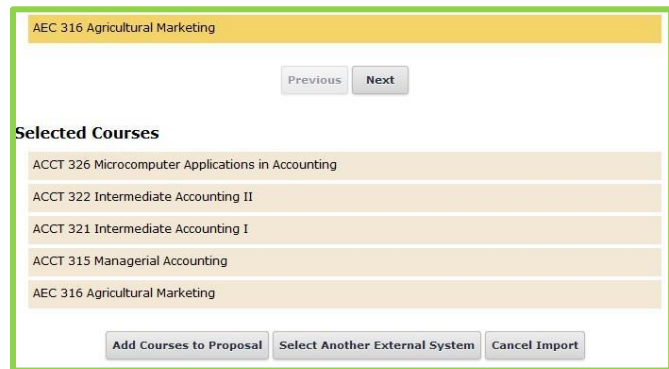 AEC 316 Agricultural Marketing
Previous Next
Selected Courses
ACCT 326 Microcomputer Applications in Accounting
ACCT 322 Intermediate Accounting II
ACCT 321 Intermediate Accounting I
ACCT 315 Managerial Accounting
AEC 316 Agricultural Marketing
Add Courses to Proposal Select Another External System Cancel Import